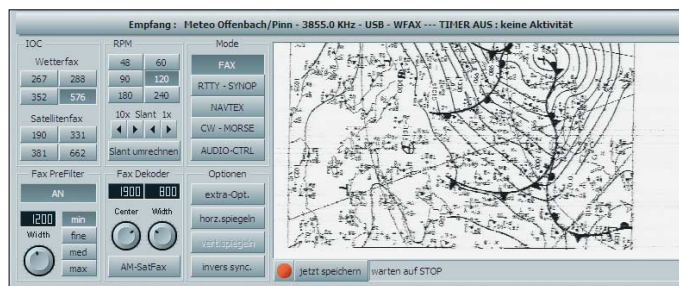 Empfang : Meteo Offenbach/Pinn - 3855.0 KHz - USB - WFAX --- TIMER AUS : keine Aktivität
IOC
Wetterfax
267 288
352 576
Satellitenfax
190 331
381 662
RPM
48 60
90 120
180 240
10x Slant 1x
Slant umrechnen
Mode
FAX
RTTY - SYNOP
NAVTEX
CW - MORSE
AUDIO-CTRL
Fax PreFilter
AN
1200 min
Width fine
med
max
Fax Dekoder
1900 800
Center Width
AM-SatFax
Optionen
extra-Opt.
horz.spiegeln
vert.spiegeln
invers sync.
jetzt speichern warten auf STOP